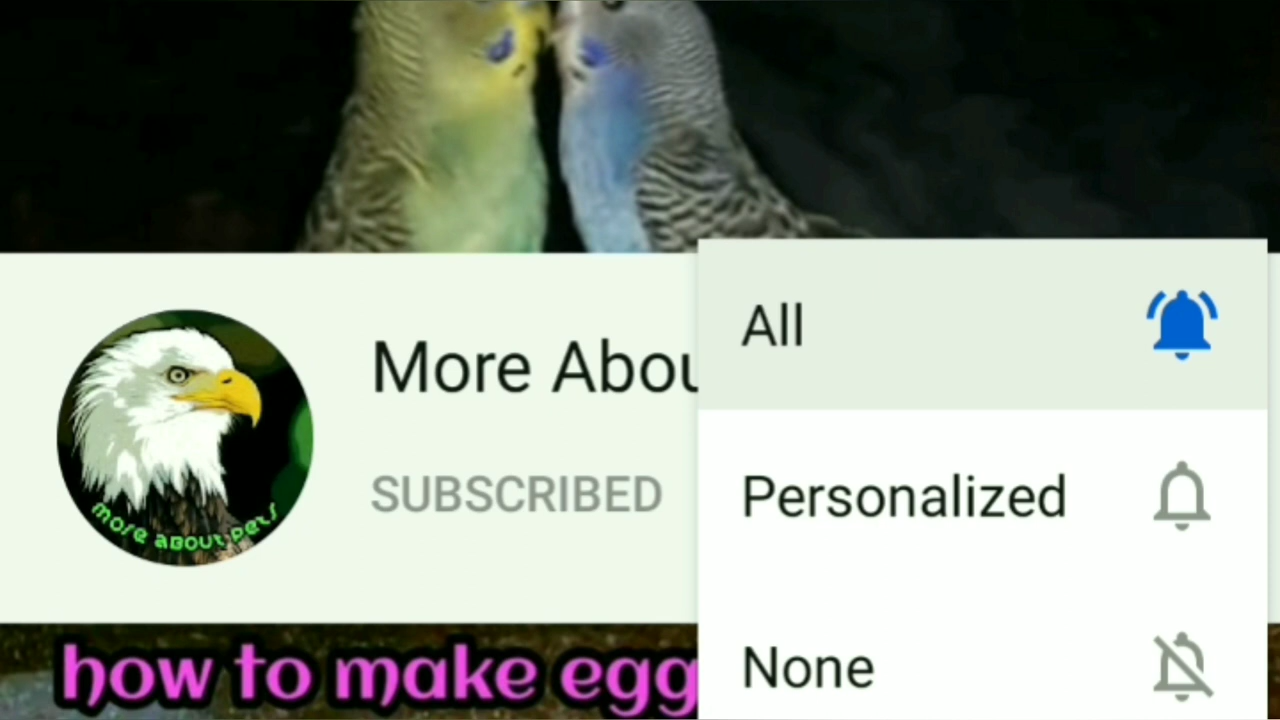 More Abou
SUBSCRIBED
more about pets
All
Personalized
None
how to make egg